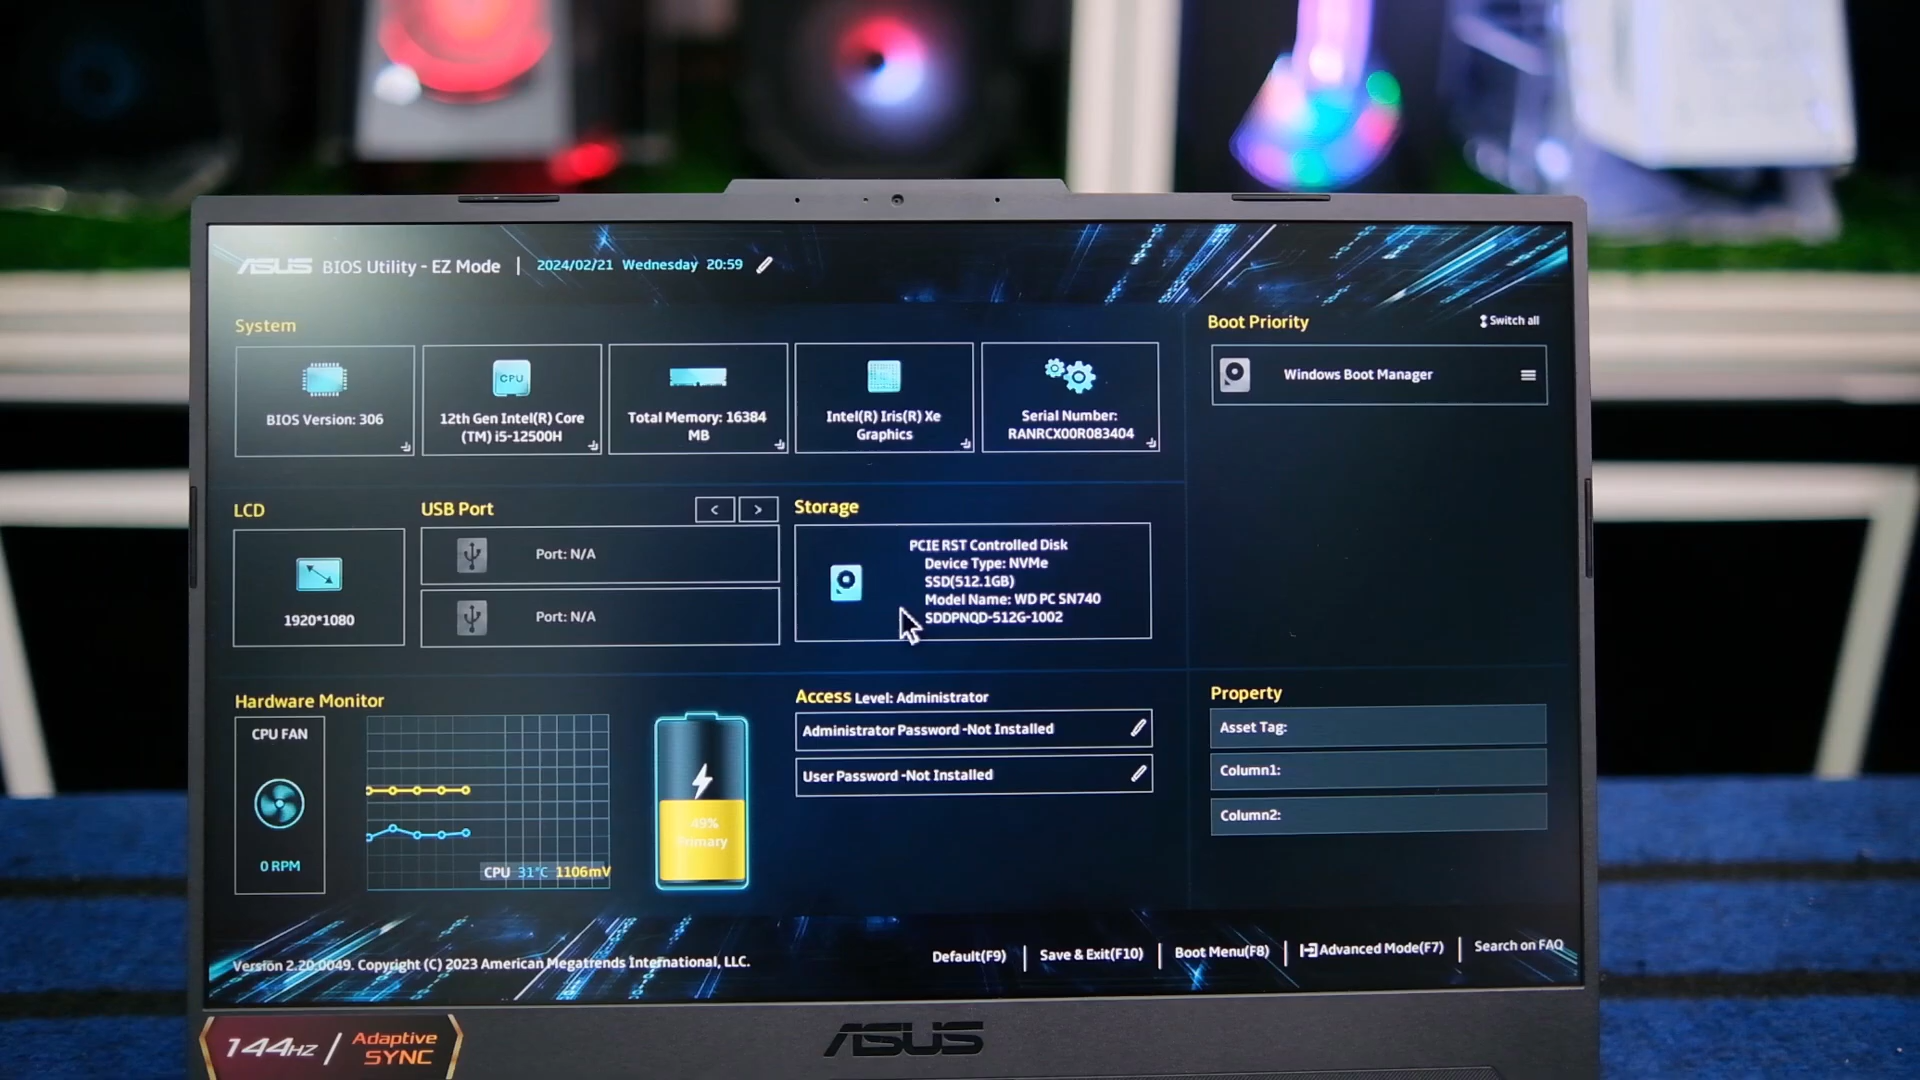 ASUS BIOS Utility - EZ Mode | 2024/02/21 Wednesday 20:59
System
CPU
BIOS Version: 306
12th Gen Intel(R) Core
(TM) i5-12500H
Total Memory: 16384
MB
Intel(R) Iris(R) Xe
Graphics
Serial Number:
RANRCX00R083404
Boot Priority
Switch all
Windows Boot Manager
LCD
1920*1080
USB Port
< >
Port: N/A
Port: N/A
Storage
PCIE RST Controlled Disk
Device Type: NVMe
SSD(512.1GB)
Model Name: WD PC SN740
SDDPNQD-512G-1002
Hardware Monitor
CPU FAN
0 RPM
CPU 31°C 1106mV
49%
Primary
Access Level: Administrator
Administrator Password -Not Installed
User Password -Not Installed
Property
Asset Tag:
Column1:
Column2:
Default(F9) | Save & Exit(F10) | Boot Menu(F8) | Advanced Mode(F7) | Search on FAQ
Version 2.20.0049. Copyright (C) 2023 American Megatrends International, LLC.
144HZ / Adaptive
SYNC
ASUS